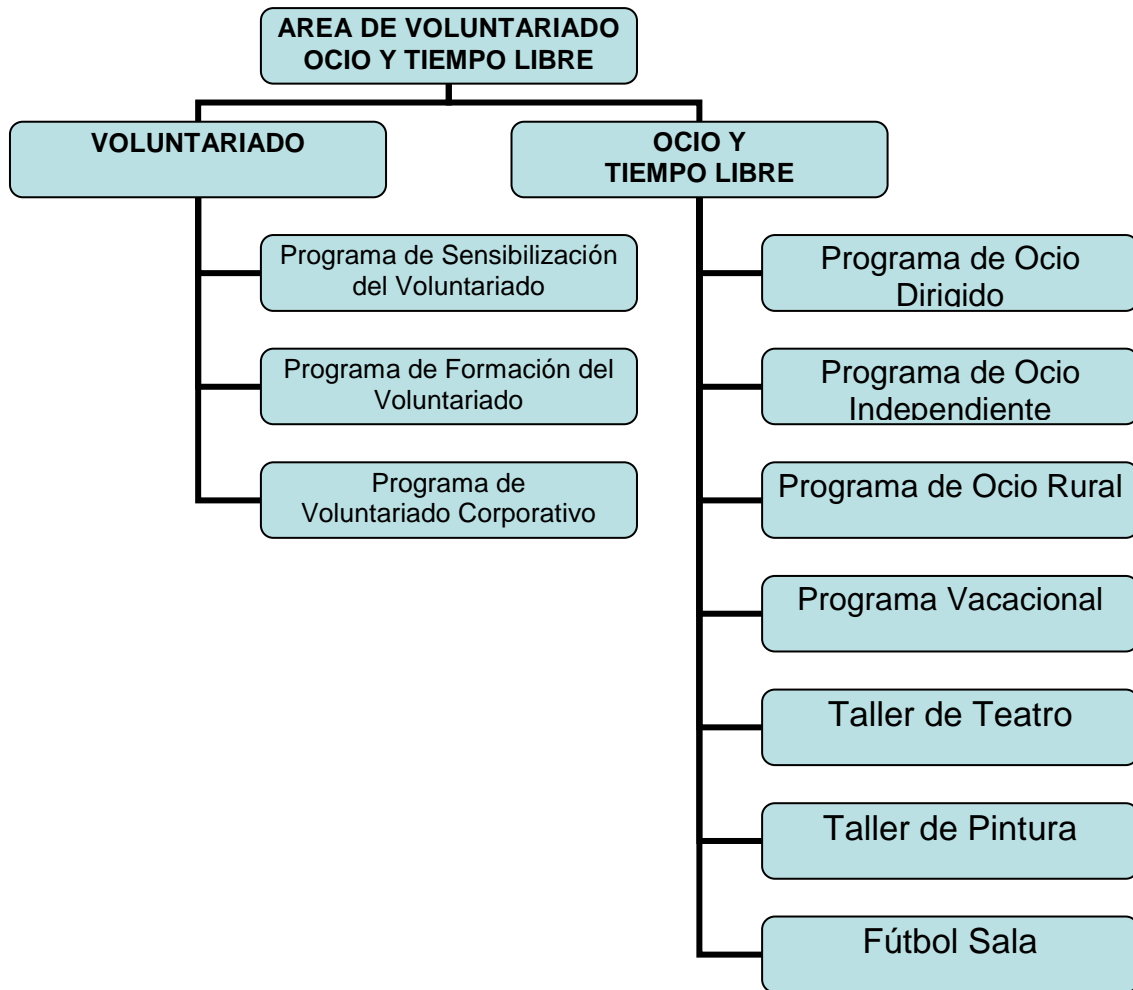 AREA DE VOLUNTARIADO
OCIO Y TIEMPO LIBRE
VOLUNTARIADO
Programa de Sensibilización
del Voluntariado
Programa de Formación del
Voluntariado
Programa de
Voluntariado Corporativo
OCIO Y
TIEMPO LIBRE
Programa de Ocio
Dirigido
Programa de Ocio
Independiente
Programa de Ocio Rural
Programa Vacacional
Taller de Teatro
Taller de Pintura
Fútbol Sala